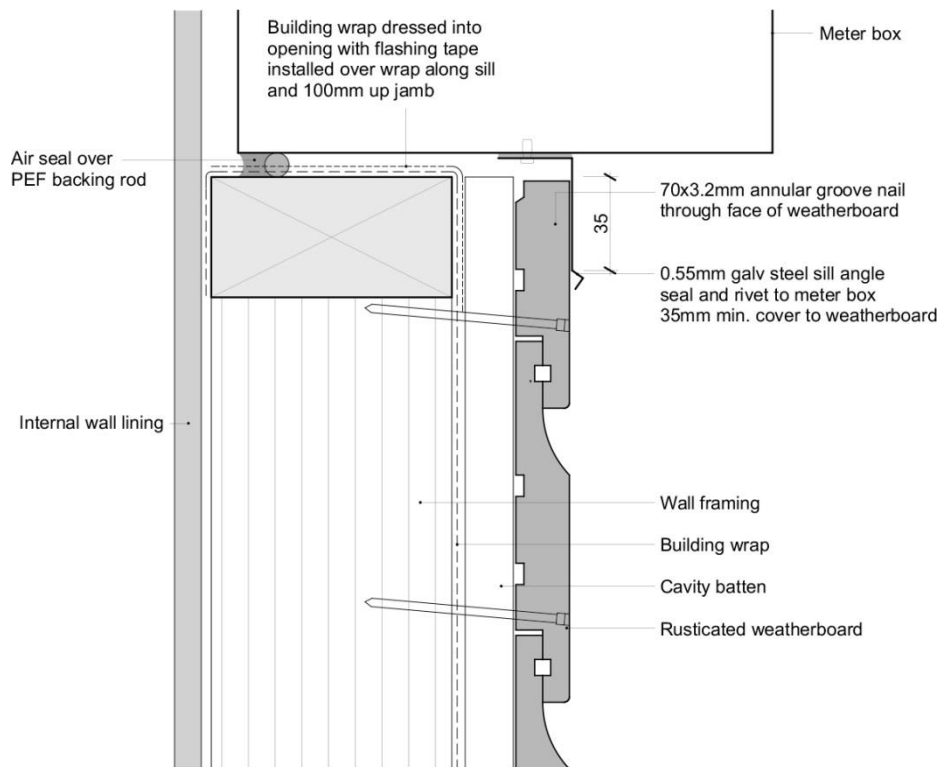 Building wrap dressed into
opening with flashing tape
installed over wrap along sill
and 100mm up jamb
Meter box
Air seal over
PEF backing rod
70x3.2mm annular groove nail
through face of weatherboard
35
0.55mm galv steel sill angle
seal and rivet to meter box
35mm min. cover to weatherboard
Internal wall lining
Wall framing
Building wrap
Cavity batten
Rusticated weatherboard